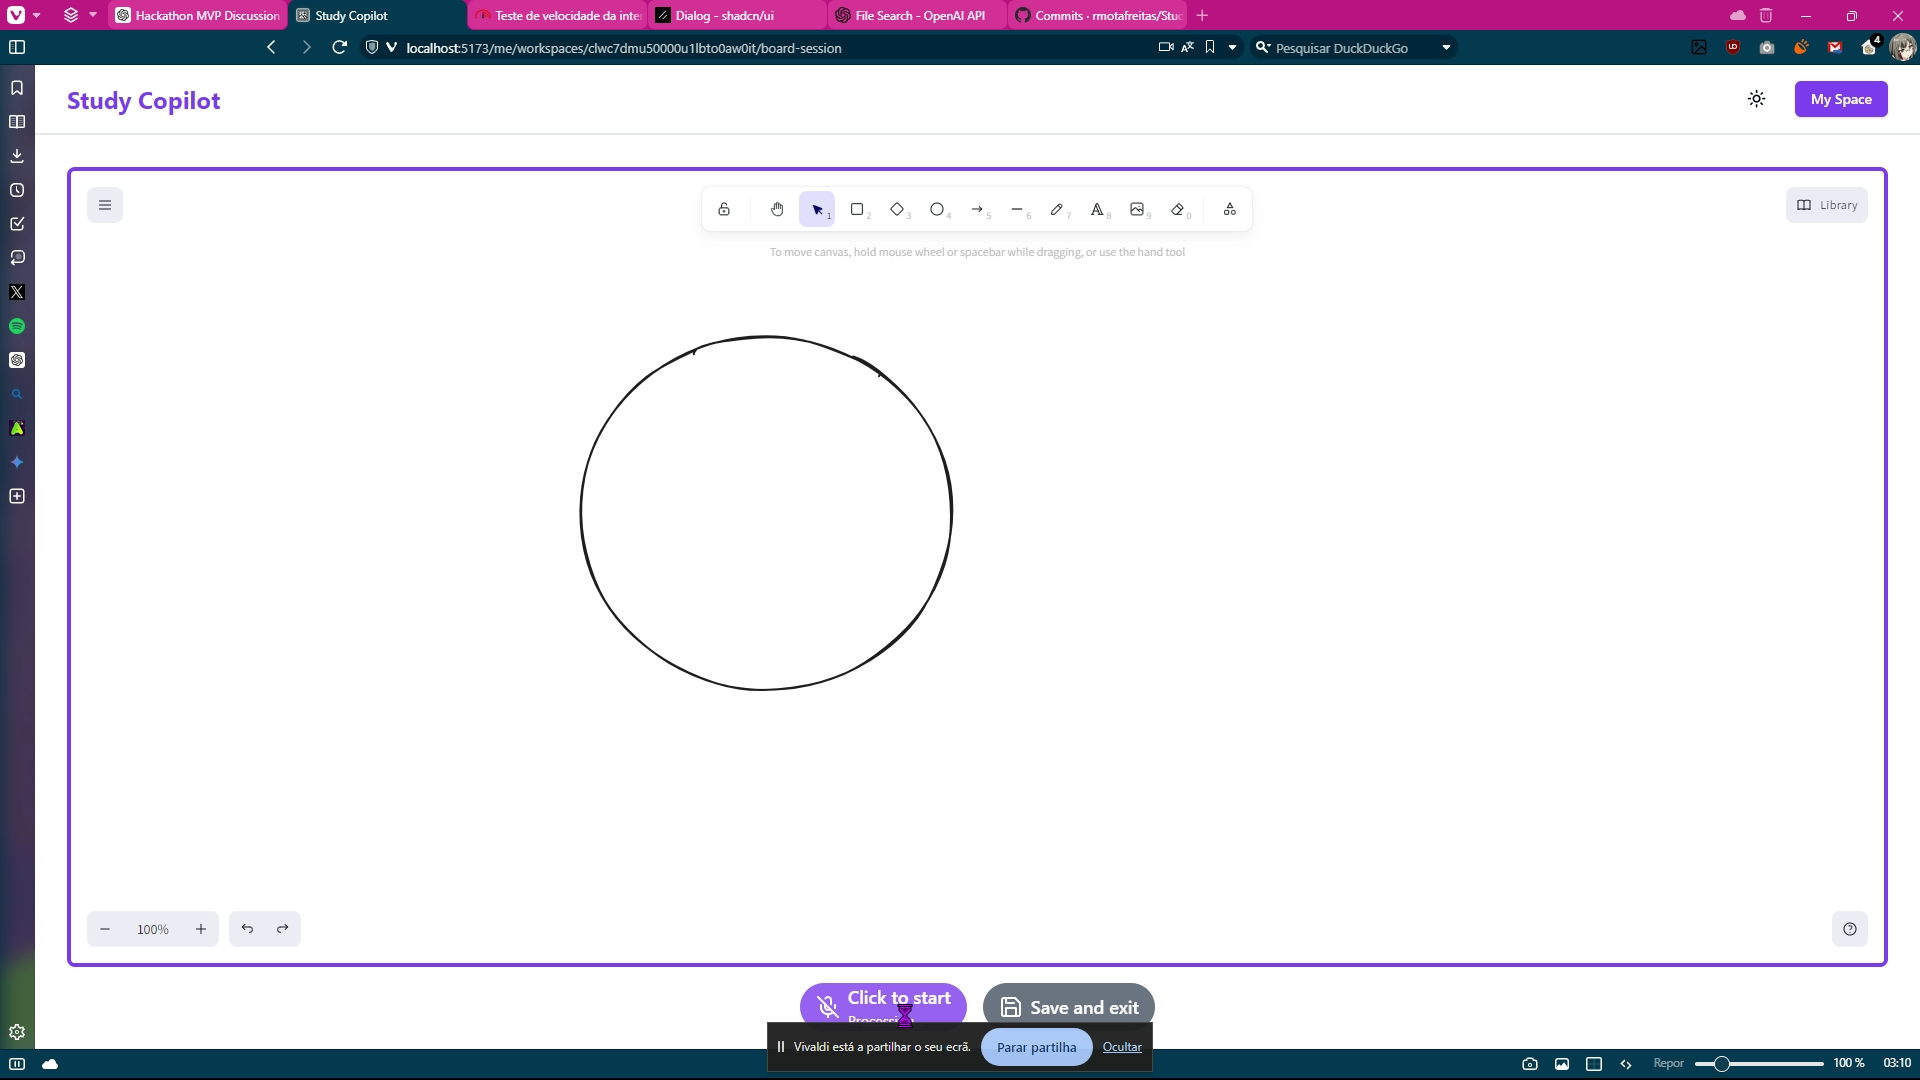 Hackathon MVP Discussion
Study Copilot
Teste de velocidade da inte
Dialog - shadcn/ui
File Search - OpenAI API
Commits · rmotafreitas/Stu
localhost:5173/me/workspaces/clwc7dmu50000u1lbto0aw0it/board-session
Pesquisar DuckDuckGo
4
Study Copilot
My Space
1
2
3
4
5
6
7
8
9
0
Library
To move canvas, hold mouse wheel or spacebar while dragging, or use the hand tool
100%
Click to start
Save and exit
Vivaldi está a partilhar o seu ecrã.
Parar partilha
Ocultar
Repor
100 %
03:10